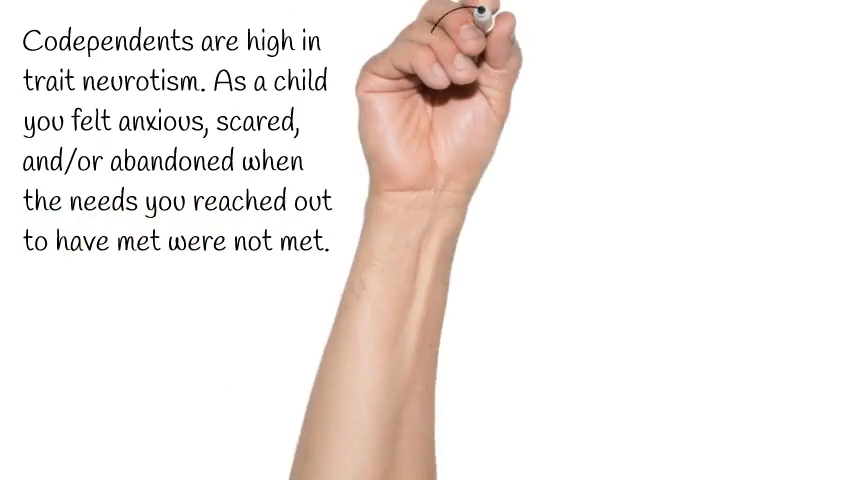 Codependents are high in
trait neurotism. As a child
you felt anxious, scared,
and/or abandoned when
the needs you reached out
to have met were not met.